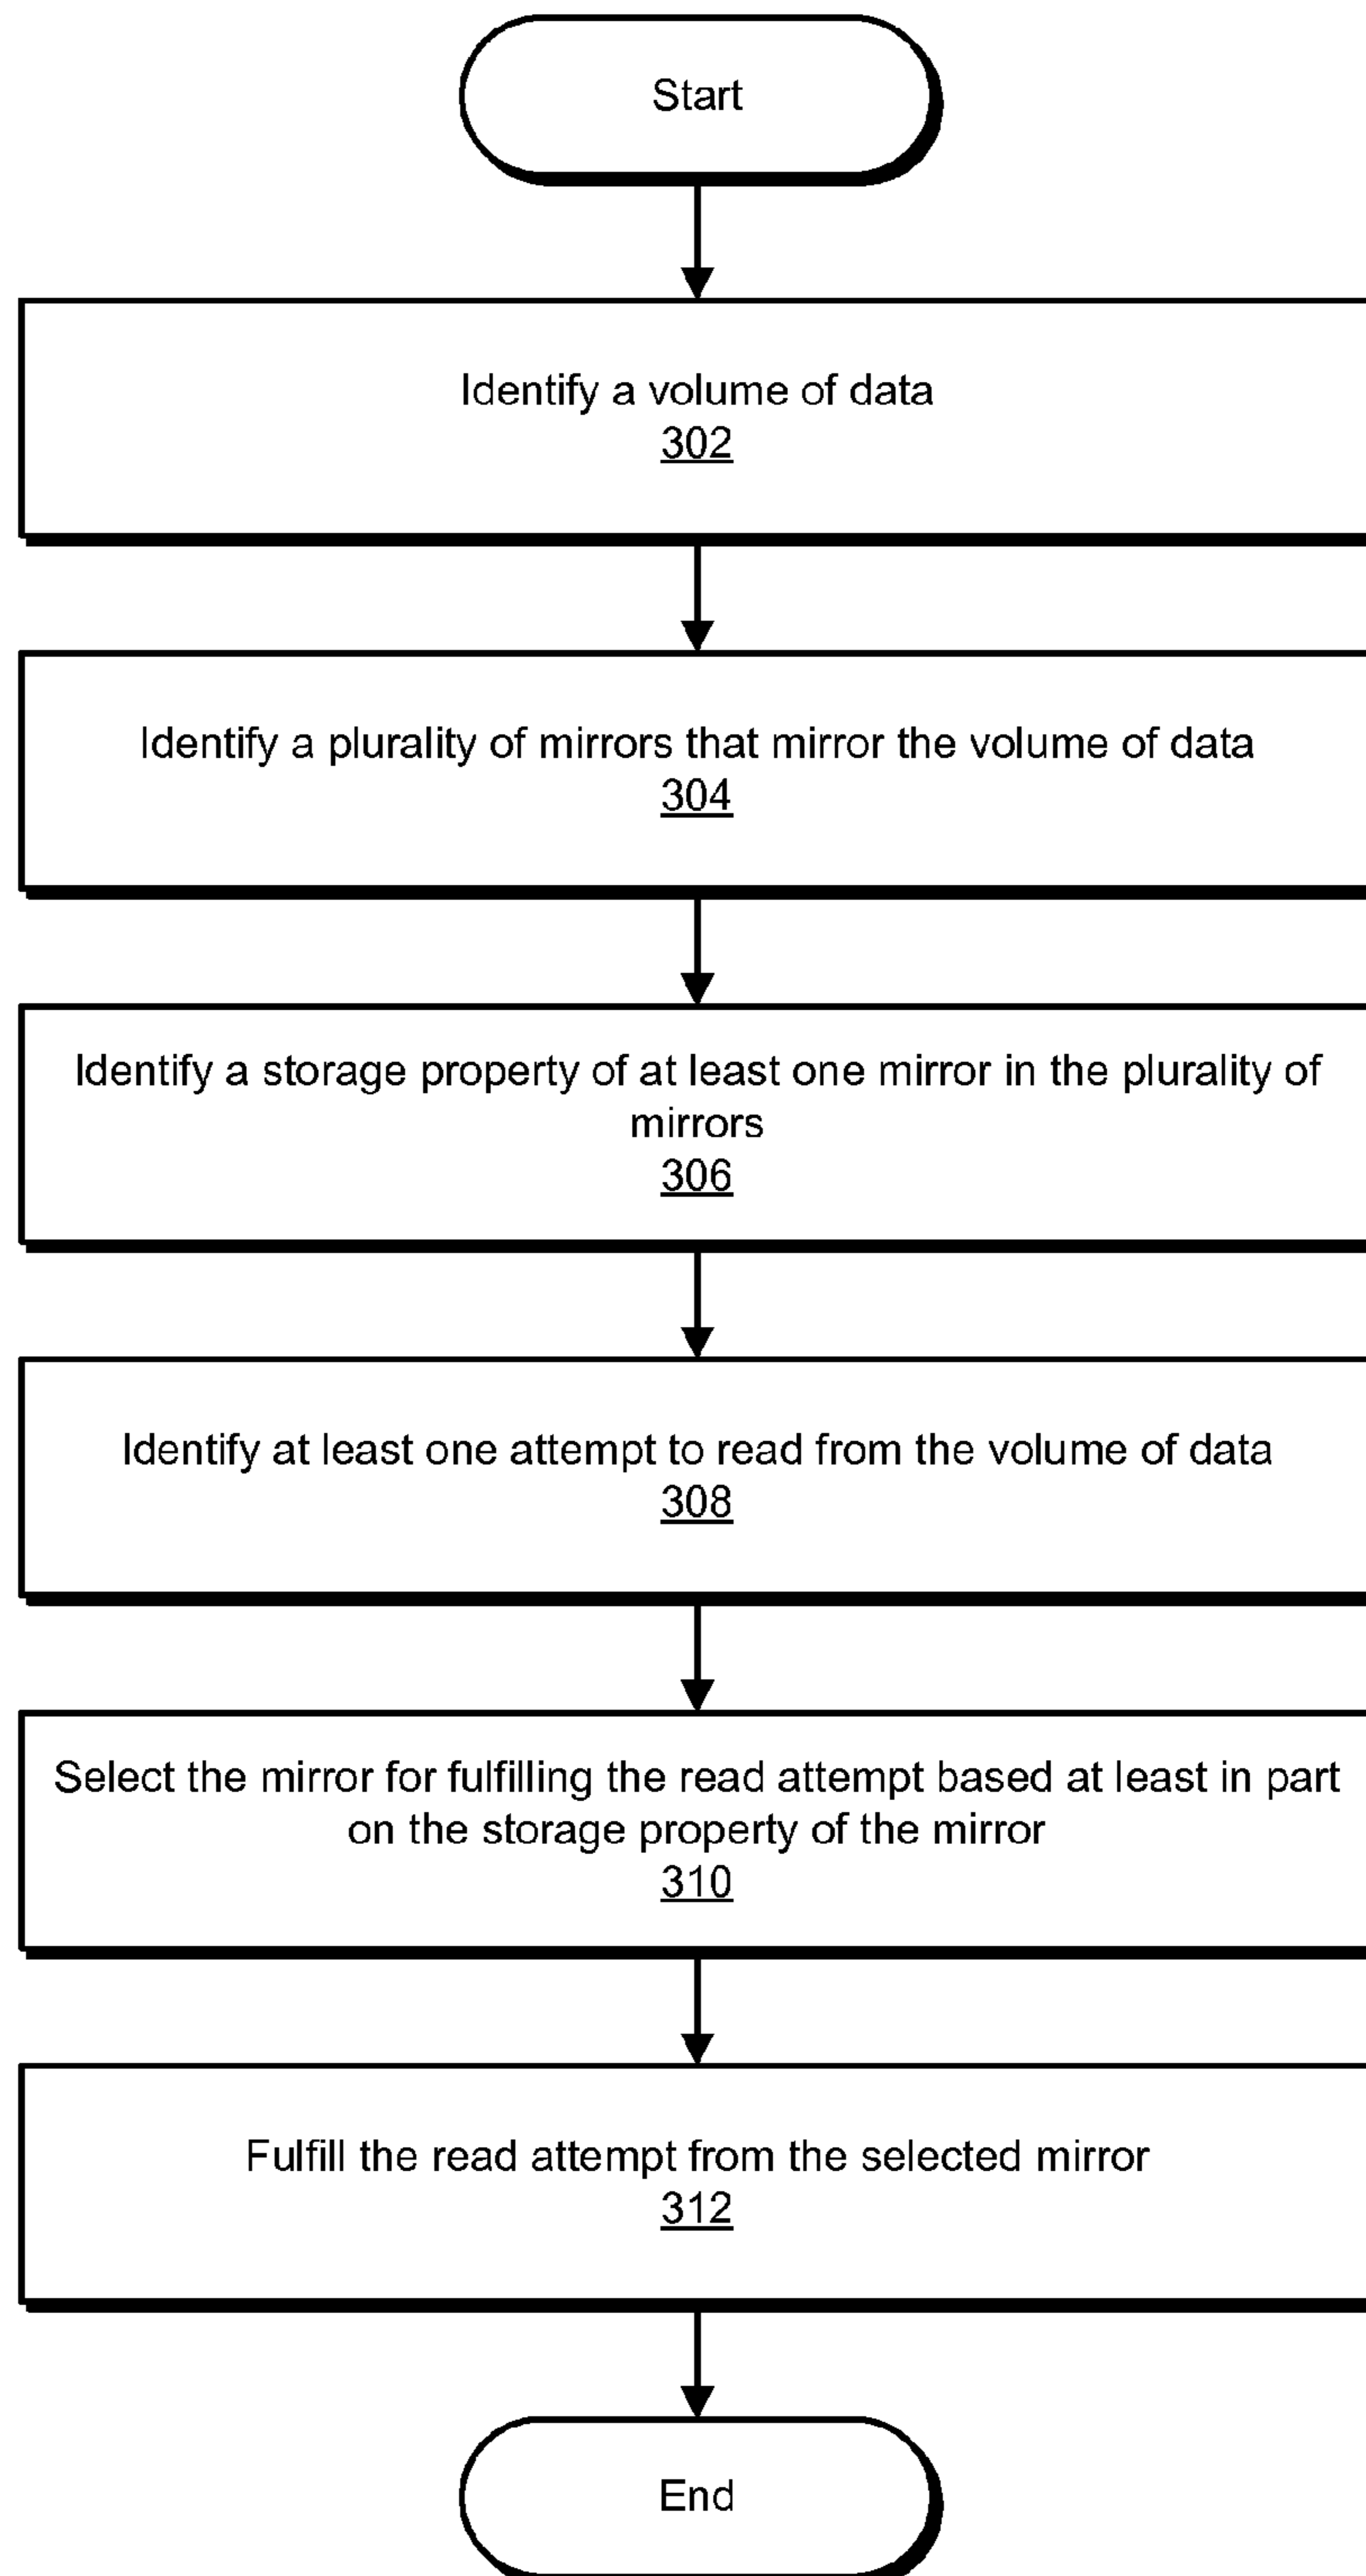 Start
Identify a volume of data
302
Identify a plurality of mirrors that mirror the volume of data
304
Identify a storage property of at least one mirror in the plurality of
mirrors
306
Identify at least one attempt to read from the volume of data
308
Select the mirror for fulfilling the read attempt based at least in part
on the storage property of the mirror
310
Fulfill the read attempt from the selected mirror
312
End